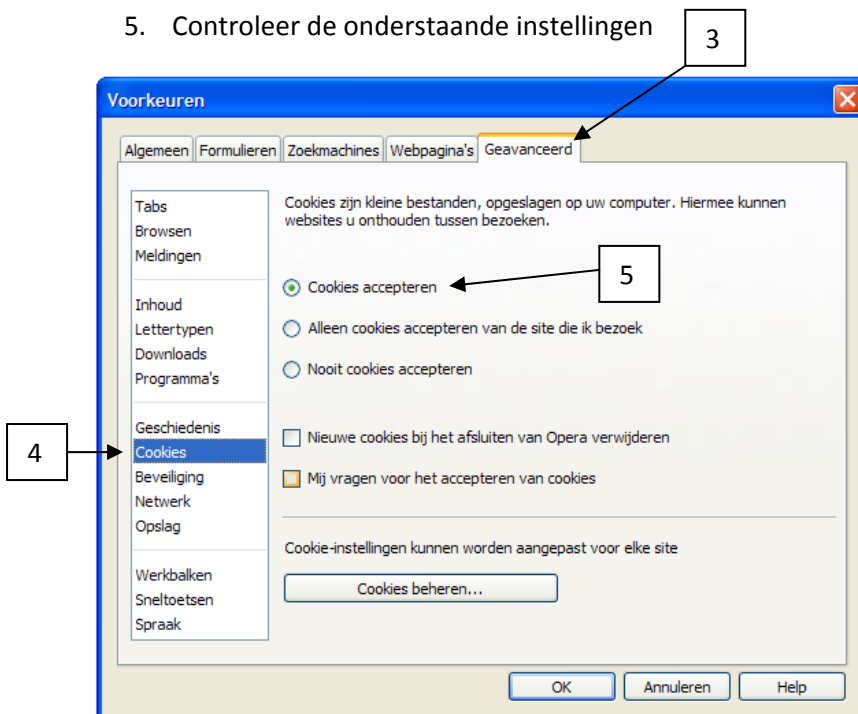 5. Controleer de onderstaande instellingen
3
Voorkeuren
Algemeen Formulieren Zoekmachines Webpagina's Geavanceerd
Tabs
Browsen
Meldingen
Inhoud
Lettertypen
Downloads
Programma's
Geschiedenis
Cookies
Beveiliging
Netwerk
Opslag
Werkbalken
Sneltoetsen
Spraak
4
Cookies zijn kleine bestanden, opgeslagen op uw computer. Hiermee kunnen
websites u onthouden tussen bezoeken.
Cookies accepteren
5
Alleen cookies accepteren van de site die ik bezoek
Nooit cookies accepteren
Nieuwe cookies bij het afsluiten van Opera verwijderen
Mij vragen voor het accepteren van cookies
Cookie-instellingen kunnen worden aangepast voor elke site
Cookies beheren...
OK Annuleren Help